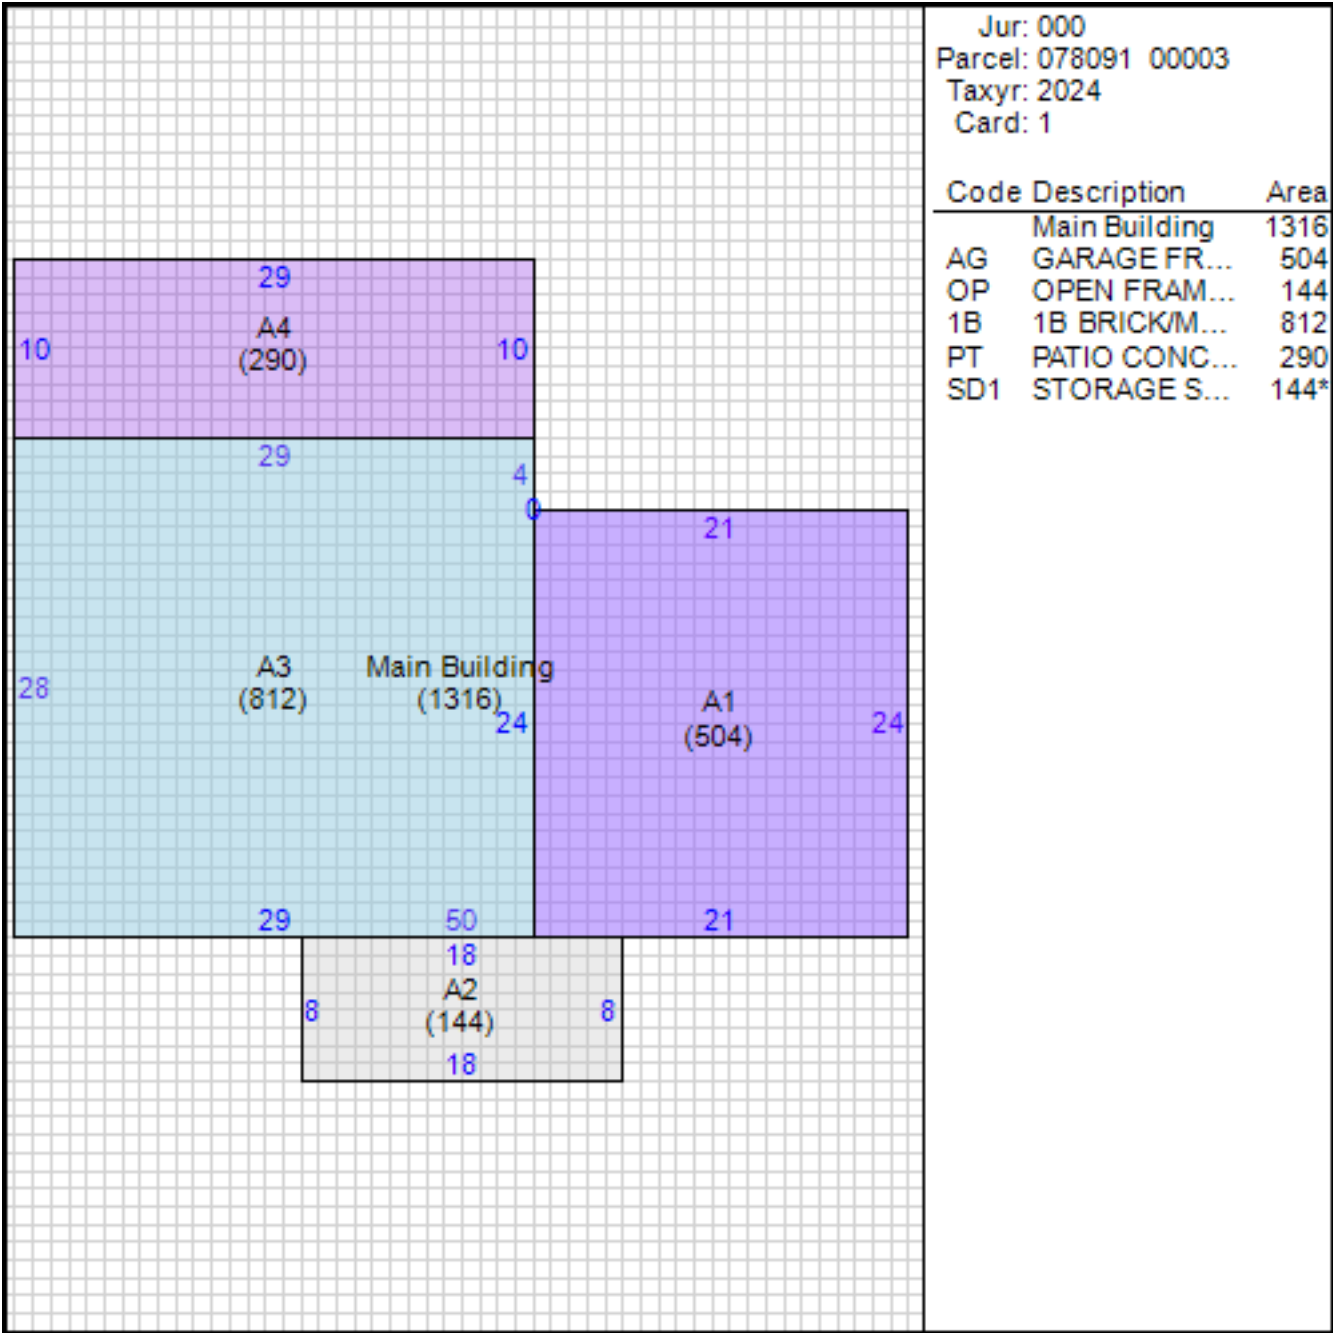 Jur: 000
Parcel: 078091 00003
Taxyr: 2024
Card: 1
Code Description Area
Main Building 1316
AG GARAGE FR... 504
OP OPEN FRAM... 144
1B 1B BRICK/M... 812
PT PATIO CONC... 290
SD1 STORAGE S... 144*
29
A4
10 (290) 10
29
4
0
21
A3 Main Building
28 (812) (1316)
24
A1
(504) 24
29 50 21
18
A2
8 (144) 8
18